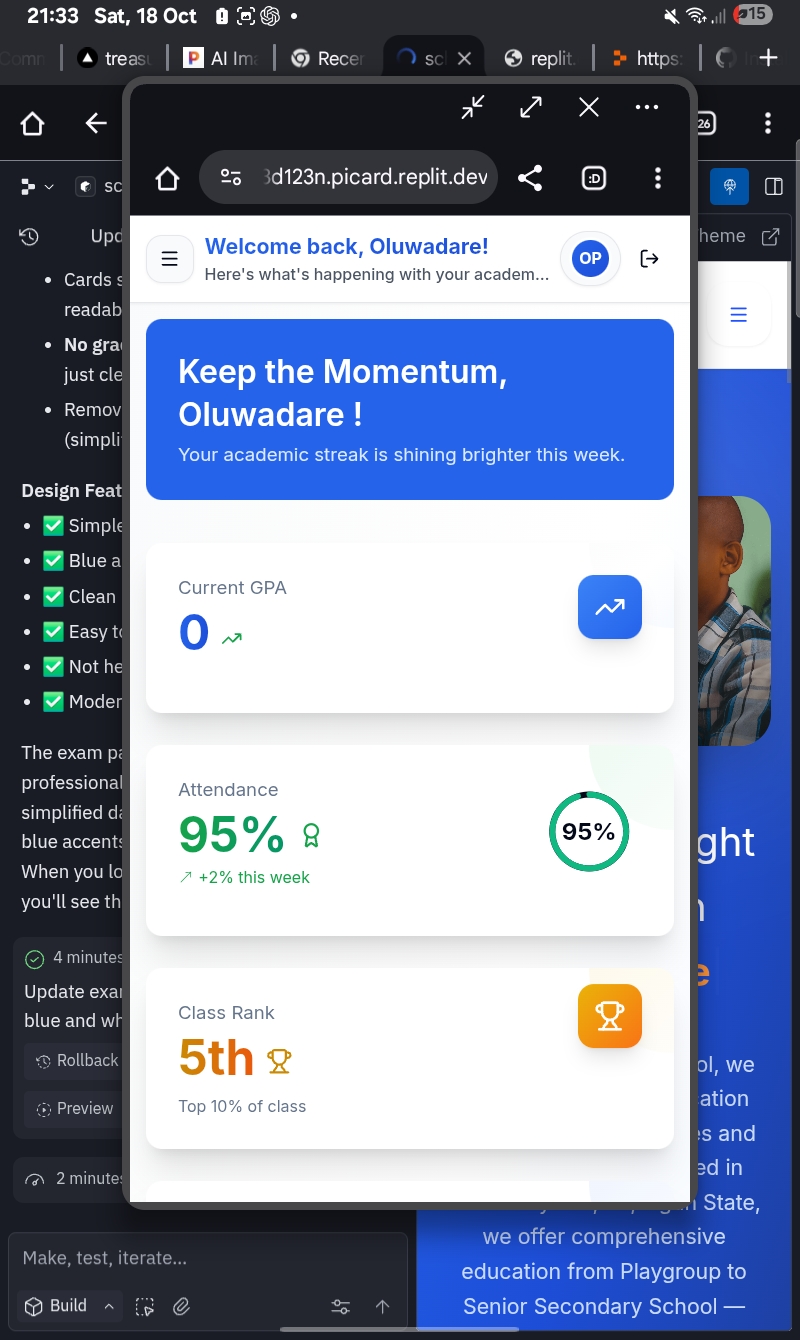 21:33 Sat, 18 Oct
15
Comn
treasu
AI Ima
Recer
scl
replit.
https:
In
26
3d123n.picard.replit.dev
:D
sc
Upd
heme
Welcome back, Oluwadare!
Here's what's happening with your academ...
OP
Cards s
readab
No gra
just cle
Remov
(simpli
Keep the Momentum,
Oluwadare !
Your academic streak is shining brighter this week.
Design Feat
Simple
Blue a
Clean
Easy to
Not he
Moder
Current GPA
0
The exam pa
professional
simplified da
blue accents
When you lo
you'll see th
Attendance
95%
95%
+2% this week
ght
n
e
4 minutes
Update exar
blue and wh
Rollback
Preview
2 minutes
Class Rank
5th
Top 10% of class
ol, we
ation
es and
ed in
n State,
we offer comprehensive
education from Playgroup to
Senior Secondary School —
Make, test, iterate...
Build